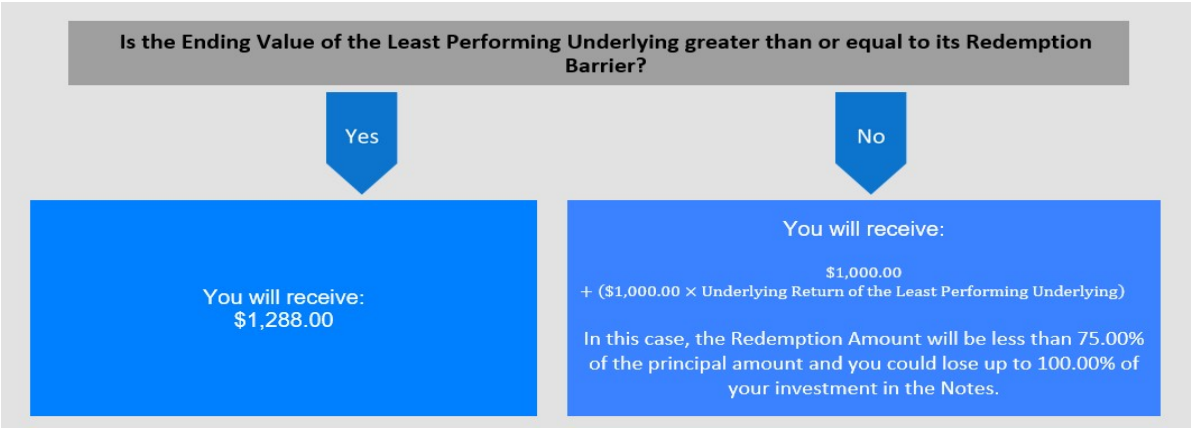 Is the Ending Value of the Least Performing Underlying greater than or equal to its Redemption
Barrier?
Yes
No
You will receive:
$1,288.00
You will receive:
$1,000.00
+ ($1,000.00 × Underlying Return of the Least Performing Underlying)
In this case, the Redemption Amount will be less than 75.00%
of the principal amount and you could lose up to 100.00% of
your investment in the Notes.